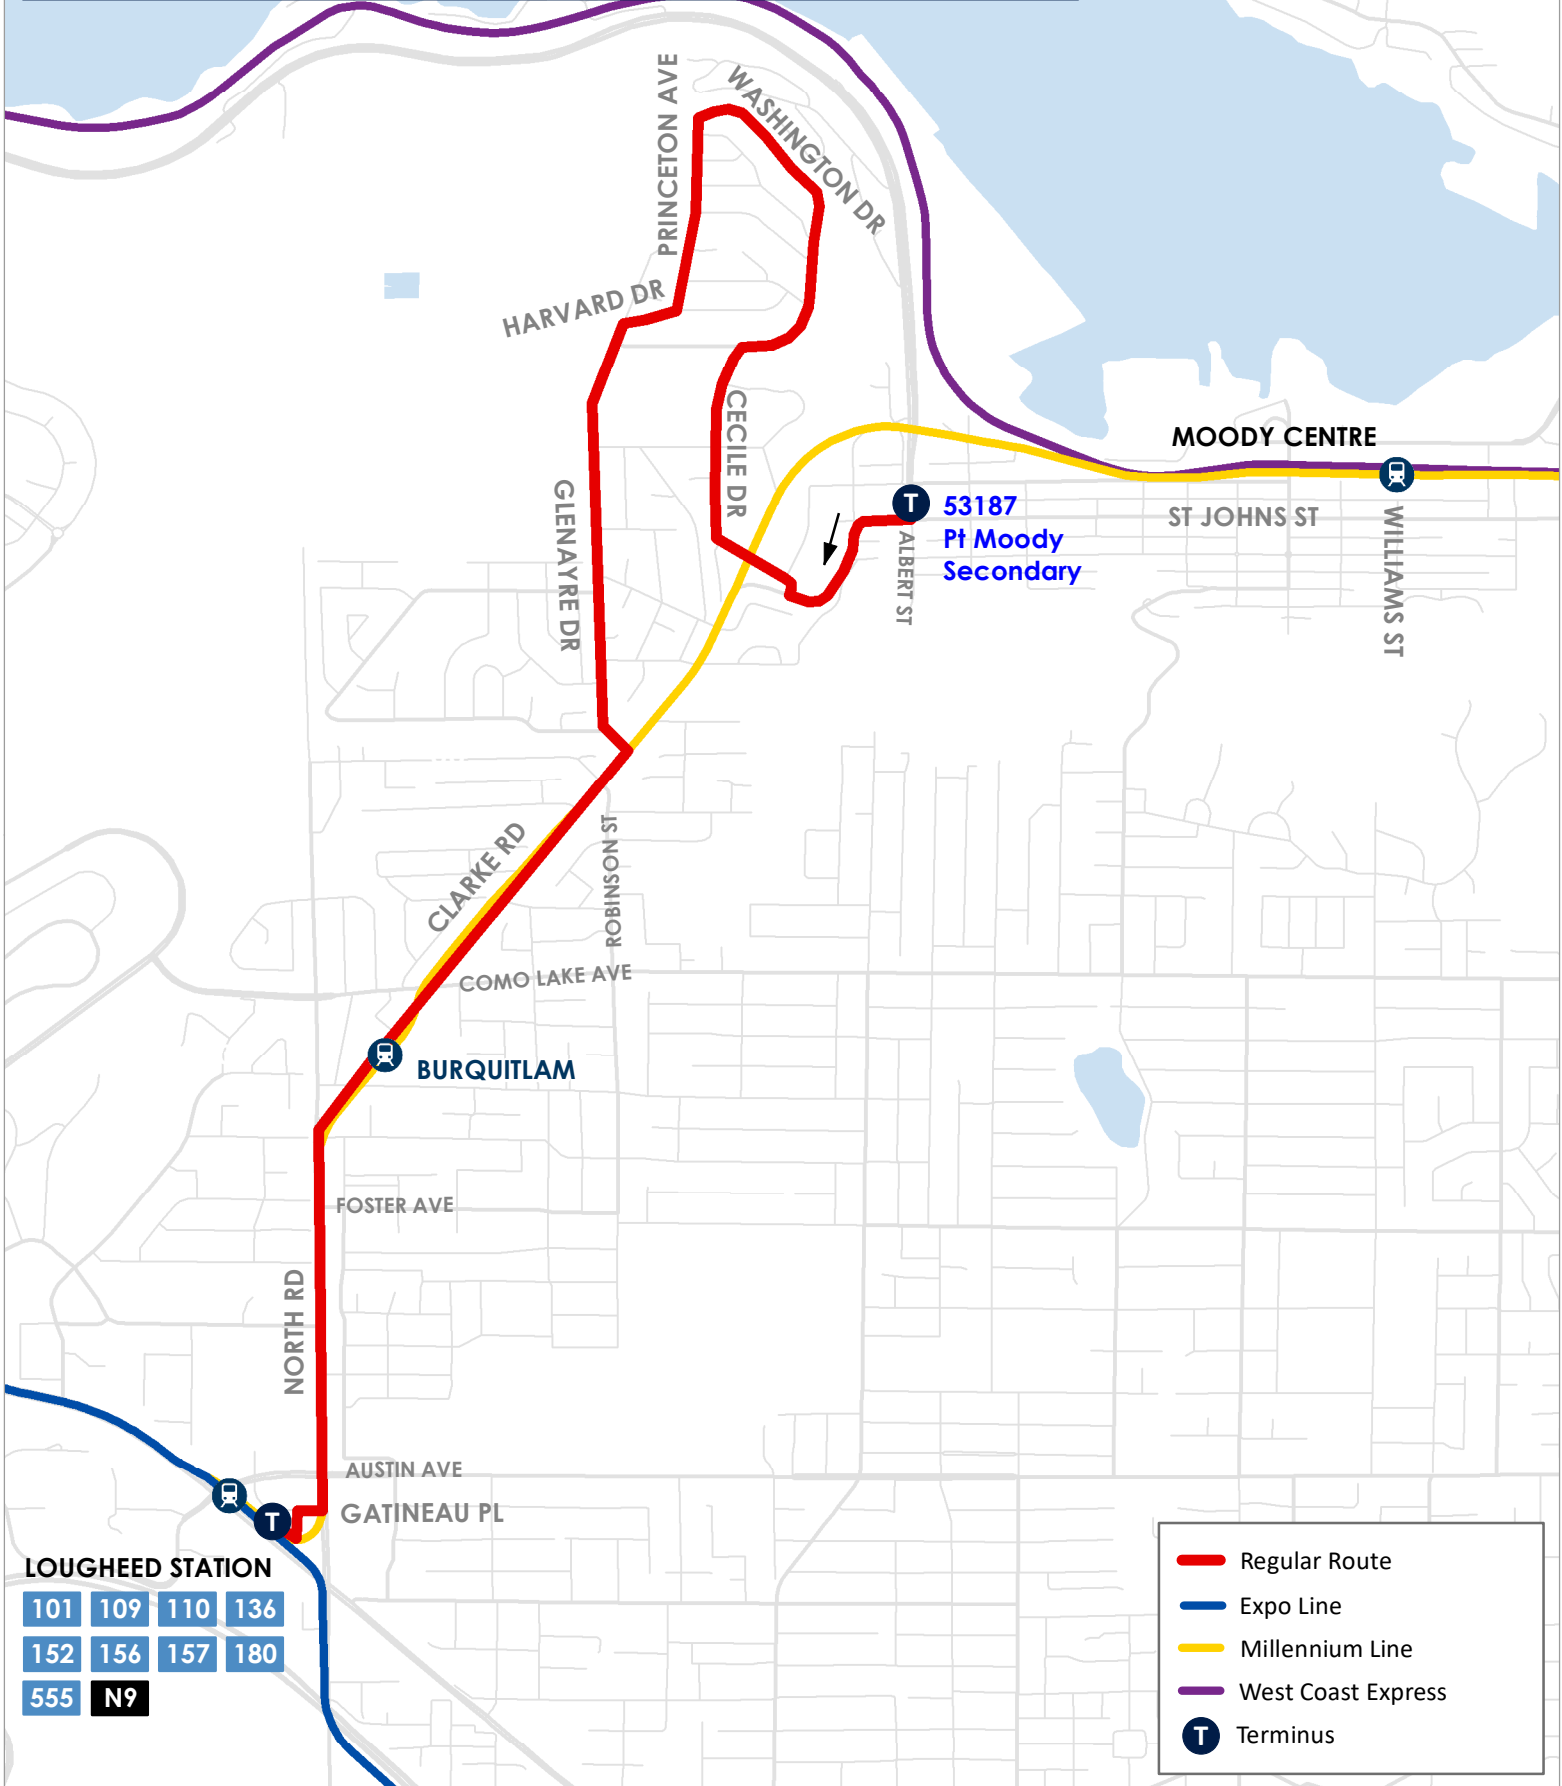 PRINCETON AVE
WASHINGTON DR
HARVARD DR
CECILE DR
MOODY CENTRE
GLENAYRE DR
T
53187
Pt Moody
Secondary
ALBERT ST
ST JOHNS ST
WILLIAMS ST
CLARKE RD
ROBINSON ST
COMO LAKE AVE
BURQUITLAM
FOSTER AVE
NORTH RD
AUSTIN AVE
GATINEAU PL
T
LOUGHEED STATION
101 109 110 136
152 156 157 180
555 N9
Regular Route
Expo Line
Millennium Line
West Coast Express
T Terminus